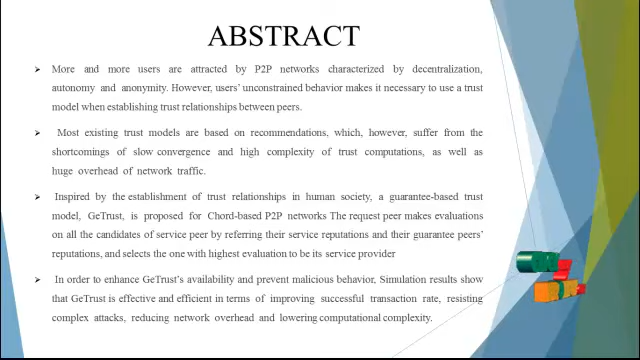 ABSTRACT
➢ More and more users are attracted by P2P networks characterized by decentralization,
autonomy and anonymity. However, users' unconstrained behavior makes it necessary to use a trust
model when establishing trust relationships between peers.
➢ Most existing trust models are based on recommendations, which, however, suffer from the
shortcomings of slow convergence and high complexity of trust computations, as well as
huge overhead of network traffic.
➢ Inspired by the establishment of trust relationships in human society, a guarantee-based trust
model, GeTrust, is proposed for Chord-based P2P networks The request peer makes evaluations
on all the candidates of service peer by referring their service reputations and their guarantee peers'
reputations, and selects the one with highest evaluation to be its service provider
➢ In order to enhance GeTrust's availability and prevent malicious behavior, Simulation results show
that GeTrust is effective and efficient in terms of improving successful transaction rate, resisting
complex attacks, reducing network overhead and lowering computational complexity.